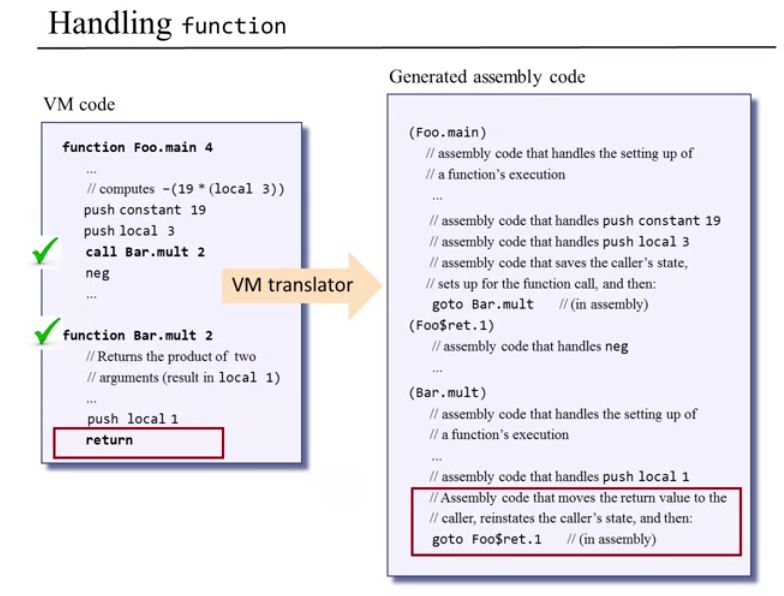 Handling function
VM code
function Foo.main 4
...
// computes -(19 * (local 3))
push constant 19
push local 3
call Bar.mult 2
neg
...
function Bar.mult 2
// Returns the product of two
// arguments (result in local 1)
...
push local 1
return
VM translator
Generated assembly code
(Foo.main)
// assembly code that handles the setting up of
// a function’s execution
...
// assembly code that handles push constant 19
// assembly code that handles push local 3
// assembly code that saves the caller’s state,
// sets up for the function call, and then:
goto Bar.mult // (in assembly)
(Foo$ret.1)
// assembly code that handles neg
...
(Bar.mult)
// assembly code that handles the setting up of
// a function’s execution
...
// assembly code that handles push local 1
// Assembly code that moves the return value to the
// caller, reinstates the caller’s state, and then:
goto Foo$ret.1 // (in assembly)